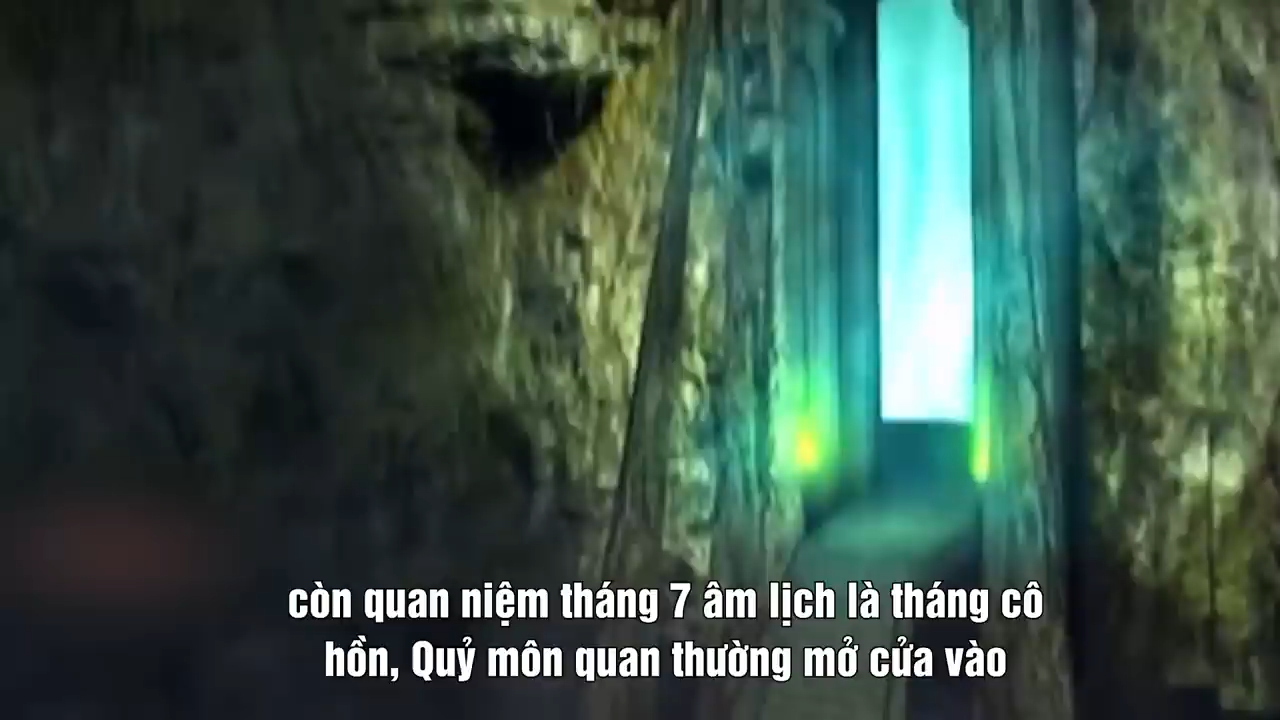 còn quan niệm tháng 7 âm lịch là tháng cô
hồn, Quỷ môn quan thường mở cửa vào